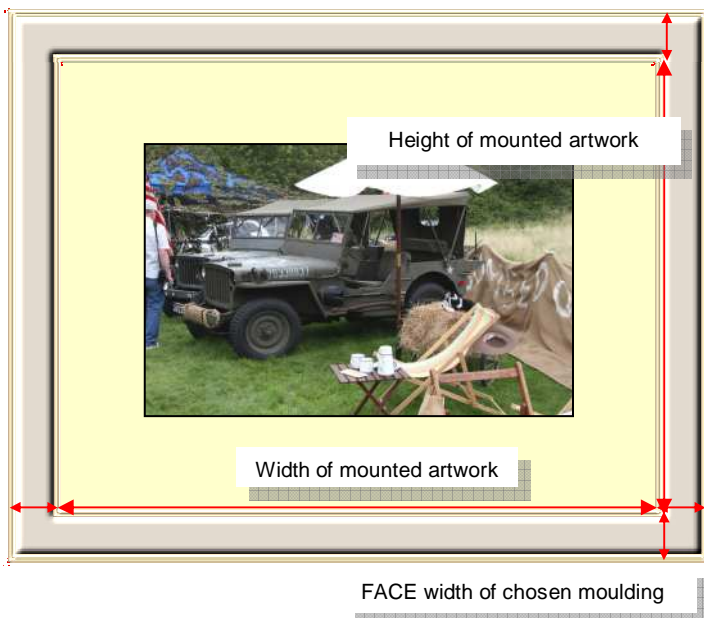 Height of mounted artwork
Width of mounted artwork
FACE width of chosen moulding